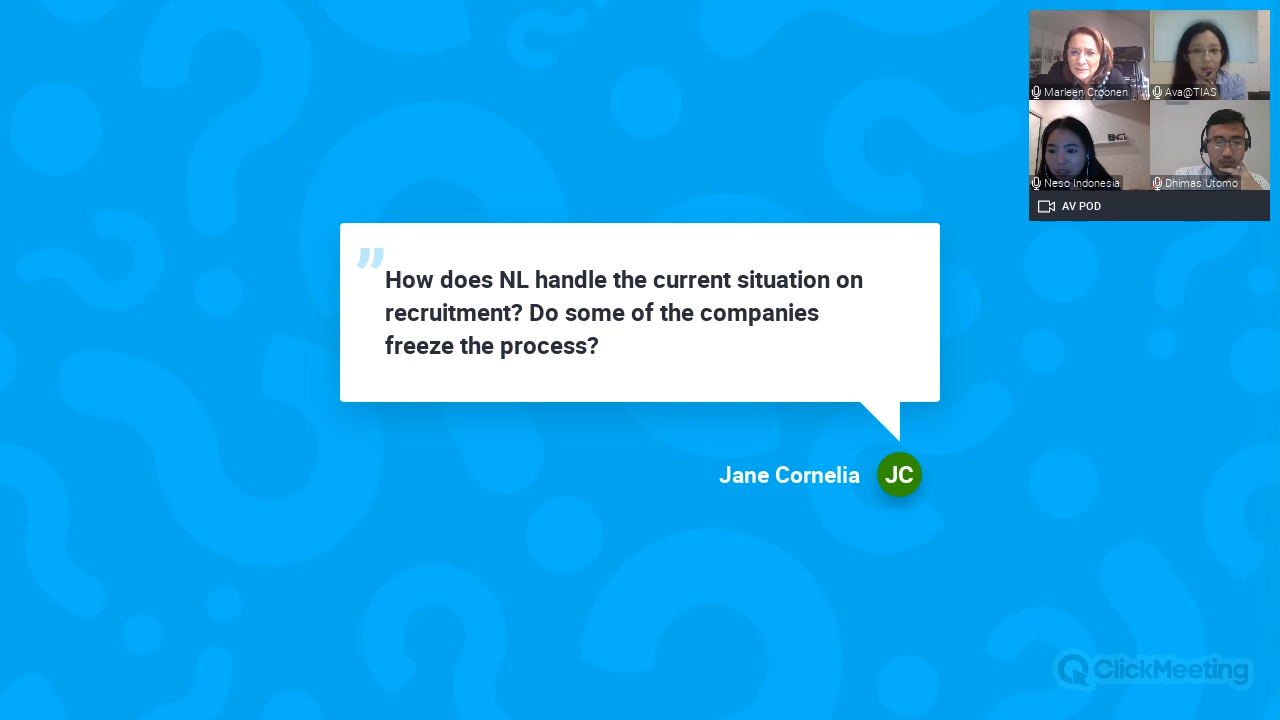 Marleen Croonen
Ava@TIAS
Neso Indonesia
Dhimas Utomo
AV POD
"
How does NL handle the current situation on
recruitment? Do some of the companies
freeze the process?
Jane Cornelia
JC
ClickMeeting